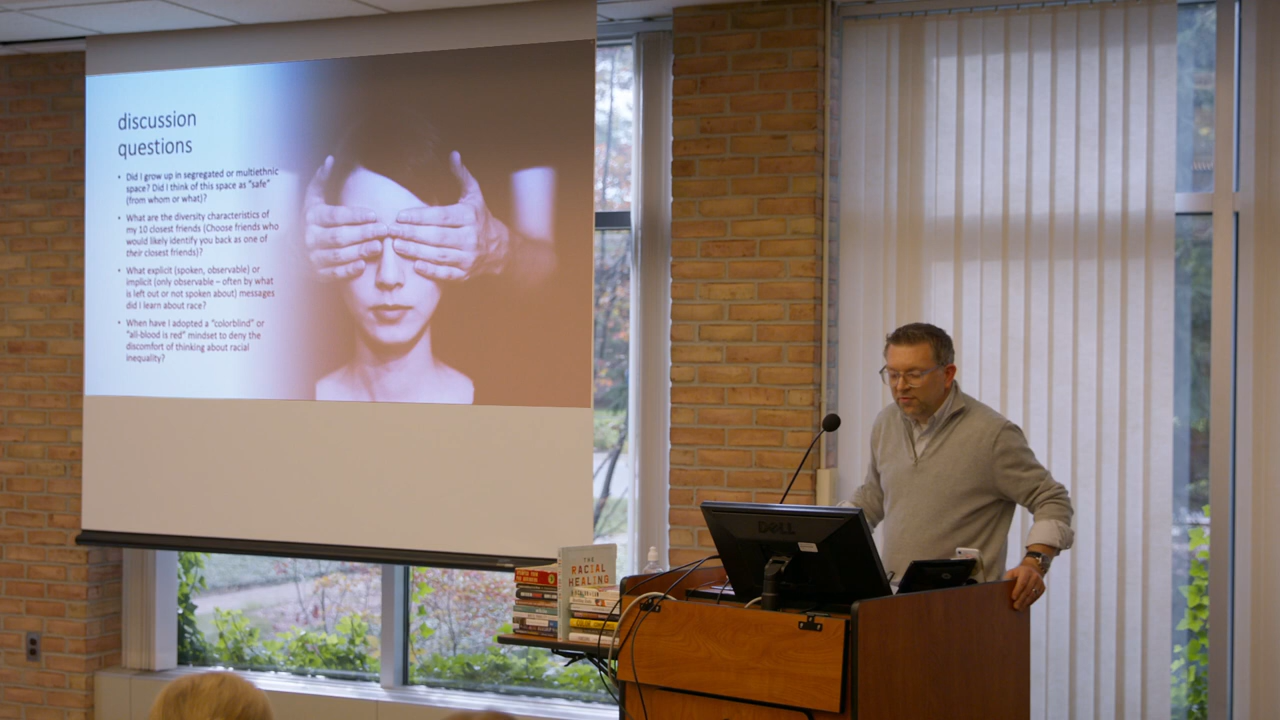 discussion
questions
• Did I grow up in segregated or multiethnic
space? Did I think of this space as "safe"
(from whom or what)?
• What are the diversity characteristics of
my 10 closest friends (Choose friends who
would likely identify you back as one of
their closest friends)?
• What explicit (spoken, observable) or
implicit (only observable – often by what
is left out or not spoken about) messages
did I learn about race?
• When have I adopted a "colorblind" or
"all-blood is red" mindset to deny the
discomfort of thinking about racial
inequality?
THE
RACIAL
HEALING
DELL